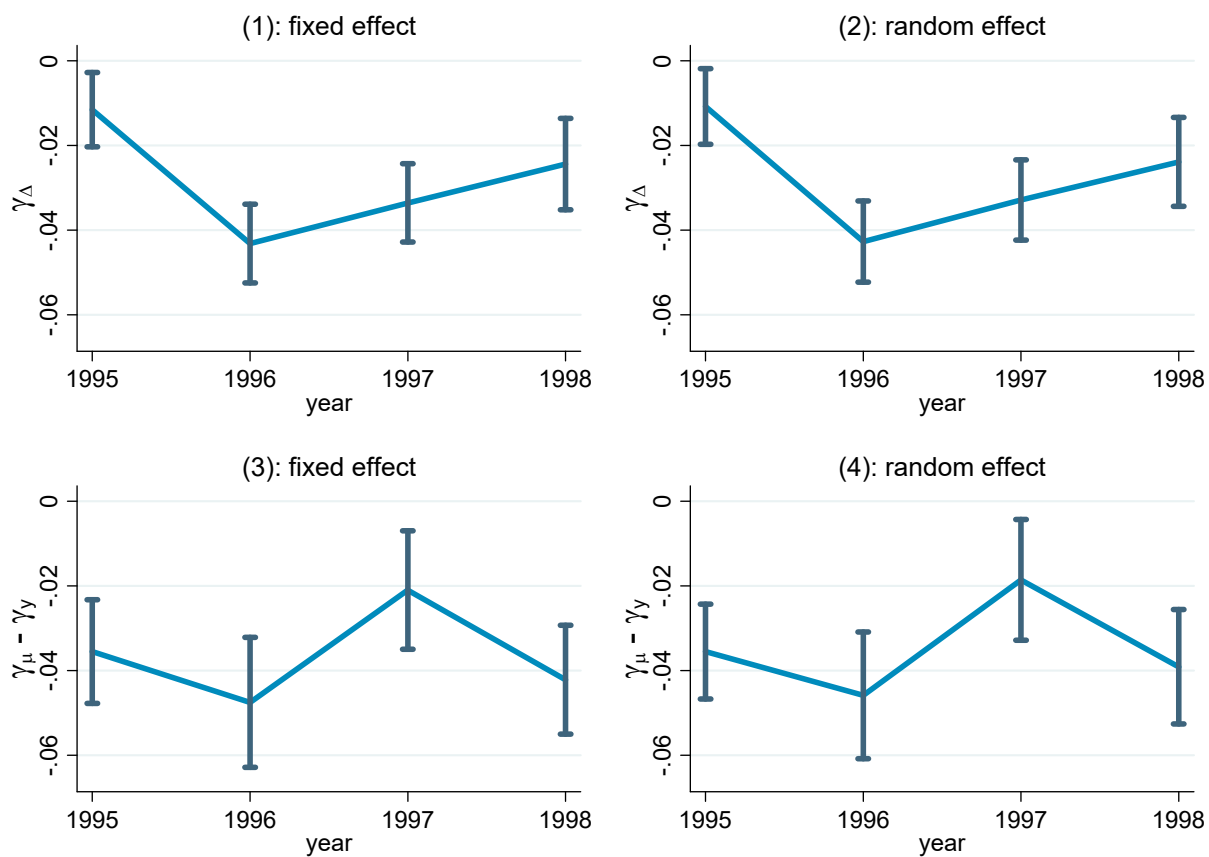 (1): fixed effect
γΔ
0
-.02
-.04
-.06
1995 1996 1997 1998
year
(2): random effect
γΔ
0
-.02
-.04
-.06
1995 1996 1997 1998
year
(3): fixed effect
γμ - γy
0
-.02
-.04
-.06
1995 1996 1997 1998
year
(4): random effect
γμ - γy
0
-.02
-.04
-.06
1995 1996 1997 1998
year